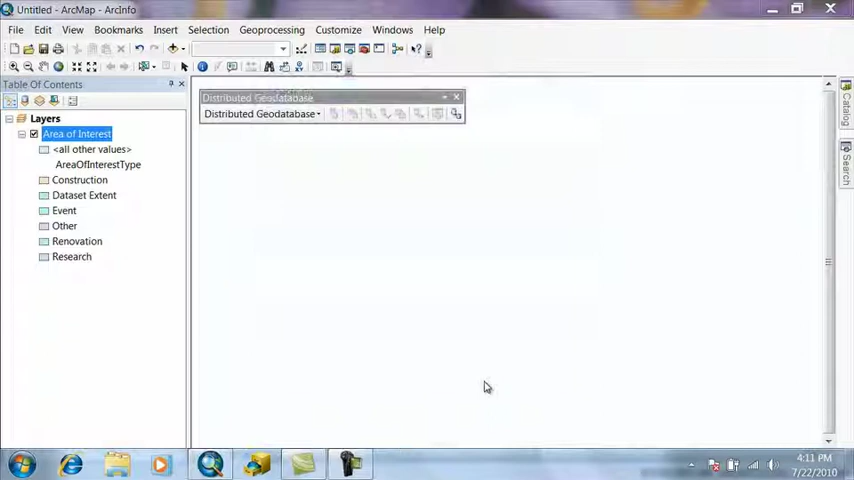 Untitled - ArcMap - ArcInfo
File Edit View Bookmarks Insert Selection Geoprocessing Customize Windows Help
Table Of Contents
Layers
Area of Interest
<all other values>
AreaOfInterestType
Construction
Dataset Extent
Event
Other
Renovation
Research
Distributed Geodatabase
Distributed Geodatabase
Catalog
Search
4:11 PM
7/22/2010